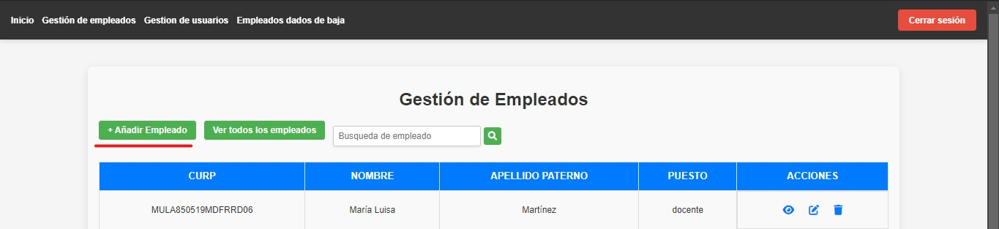 Inicio Gestión de empleados Gestion de usuarios Empleados dados de baja Cerrar sesión
Gestión de Empleados
+ Añadir Empleado Ver todos los empleados Busqueda de empleado
CURP NOMBRE APELLIDO PATERNO PUESTO ACCIONES
MULA850519MDFRRD06 María Luisa Martínez docente